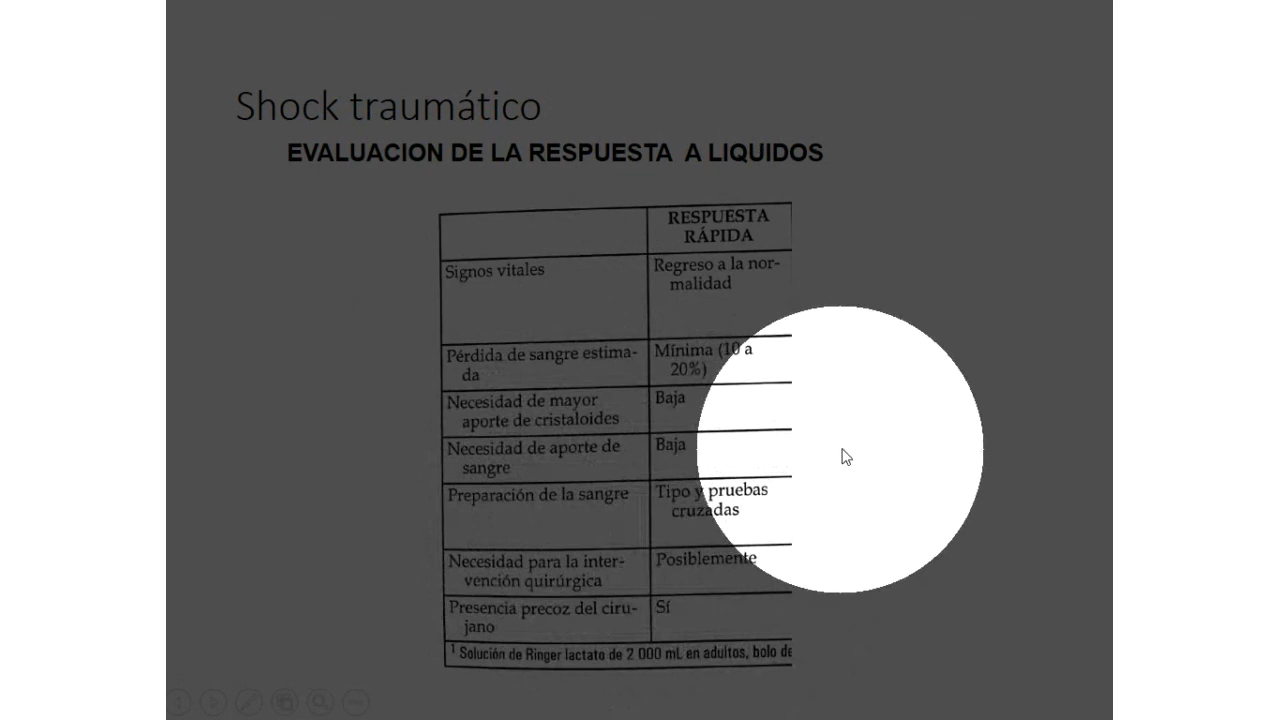 Shock traumático
EVALUACION DE LA RESPUESTA A LIQUIDOS
RESPUESTA
RÁPIDA
Signos vitales
Regreso a la nor-
malidad
Pérdida de sangre estima-
da
Mínima (10 a
20%)
Necesidad de mayor
aporte de cristaloides
Baja
Necesidad de aporte de
sangre
Baja
Preparación de la sangre
Tipo y pruebas
cruzadas
Necesidad para la inter-
vención quirúrgica
Posiblemente
Presencia precoz del ciru-
jano
Sí
1 Solución de Ringer lactato de 2 000 mL en adultos, bolo de